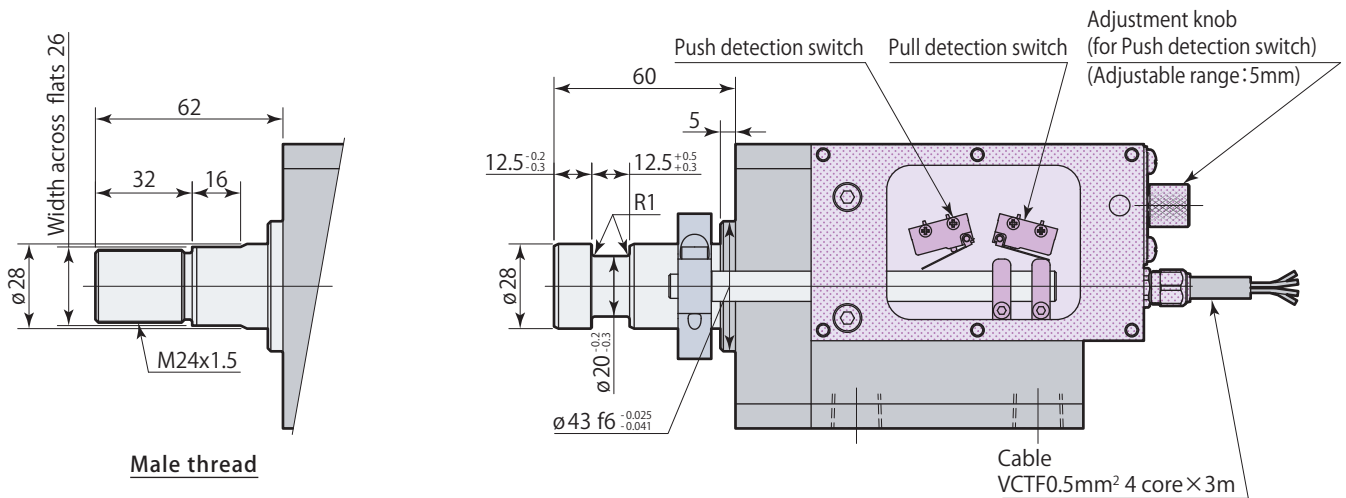 Width across flats 26
62
32
16
ø28
M24x1.5
Male thread
Push detection switch
Pull detection switch
Adjustment knob
(for Push detection switch)
(Adjustable range:5mm)
60
5
12.5 -0.2 -0.3
12.5 +0.5 +0.3
R1
ø28
ø20 -0.2 -0.3
ø43 f6 -0.025 -0.041
Cable
VCTF0.5mm² 4 core×3m